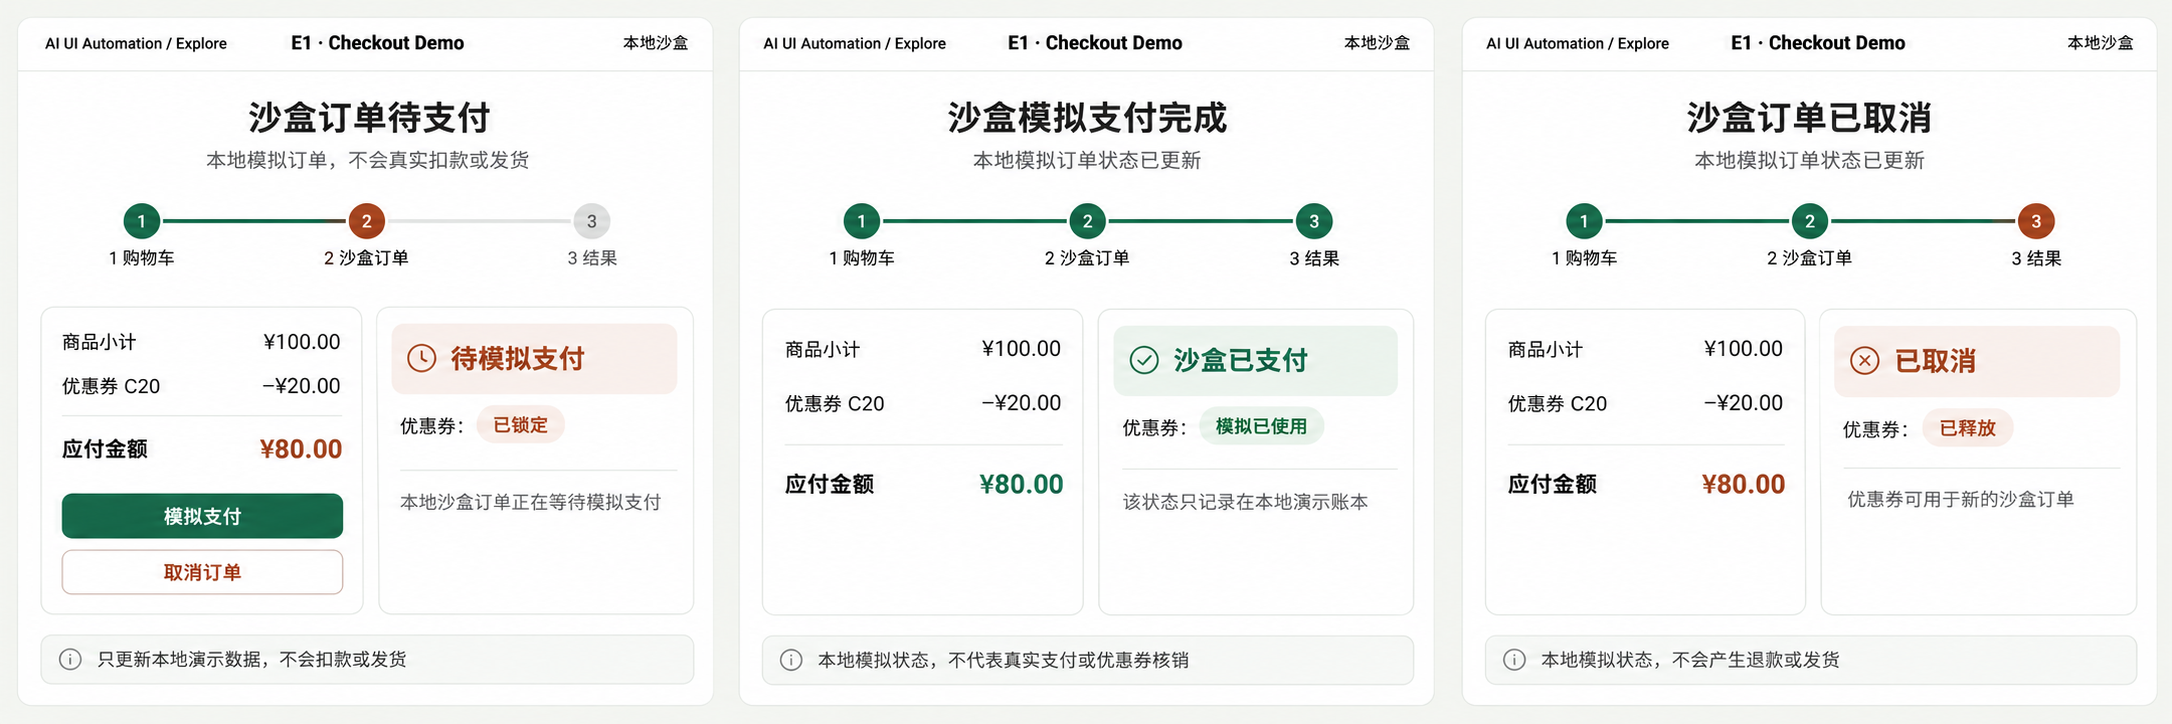 AI UI Automation / Explore
E1 · Checkout Demo
本地沙盒
沙盒订单待支付
本地模拟订单，不会真实扣款或发货
1
2
3
1 购物车
2 沙盒订单
3 结果
商品小计 ¥100.00
优惠券 C20 −¥20.00
应付金额 ¥80.00
模拟支付
取消订单
待模拟支付
优惠券： 已锁定
本地沙盒订单正在等待模拟支付
只更新本地演示数据，不会扣款或发货
AI UI Automation / Explore
E1 · Checkout Demo
本地沙盒
沙盒模拟支付完成
本地模拟订单状态已更新
1
2
3
1 购物车
2 沙盒订单
3 结果
商品小计 ¥100.00
优惠券 C20 −¥20.00
应付金额 ¥80.00
沙盒已支付
优惠券： 模拟已使用
该状态只记录在本地演示账本
本地模拟状态，不代表真实支付或优惠券核销
AI UI Automation / Explore
E1 · Checkout Demo
本地沙盒
沙盒订单已取消
本地模拟订单状态已更新
1
2
3
1 购物车
2 沙盒订单
3 结果
商品小计 ¥100.00
优惠券 C20 −¥20.00
应付金额 ¥80.00
已取消
优惠券： 已释放
优惠券可用于新的沙盒订单
本地模拟状态，不会产生退款或发货